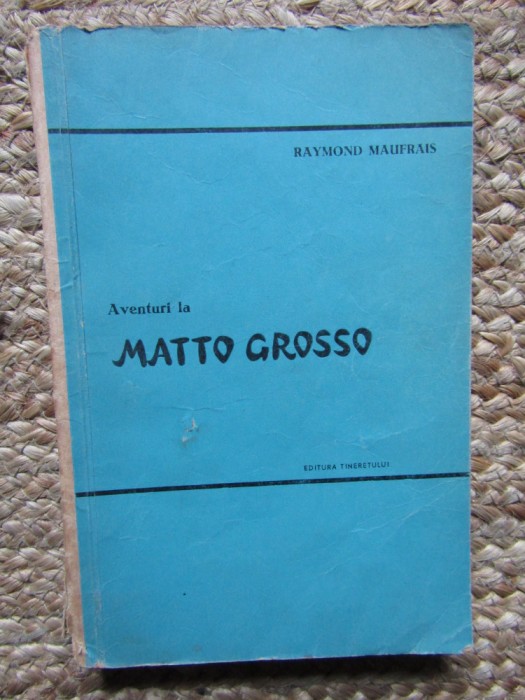 RAYMOND MAUFRAIS
Aventuri la
MATTO GROSSO
EDITURA TINERETULUI